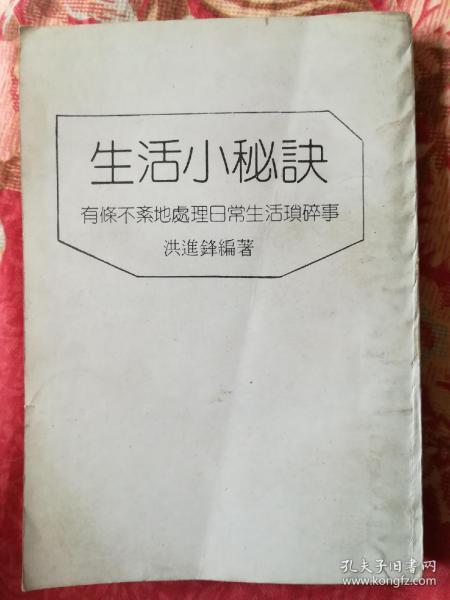 生活小秘訣
有條不紊地處理日常生活瑣碎事
洪進鋒編著
孔夫子旧书网
www.kongfz.com